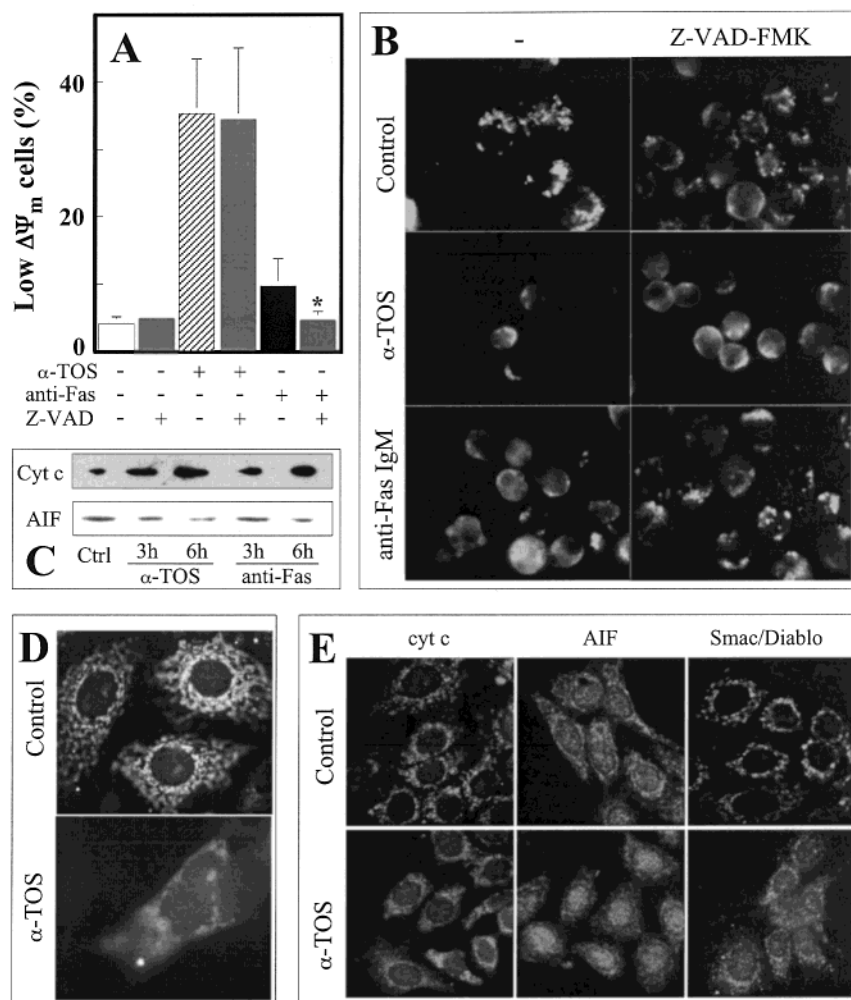 A
Low ΔΨm cells (%)
40
20
0
α-TOS - - + + - -
anti-Fas - - - - + +
Z-VAD - + - + - +
*
B
- Z-VAD-FMK
Control
α-TOS
anti-Fas IgM
Cyt c
AIF
C
Ctrl 3h 6h 3h 6h
α-TOS anti-Fas
D
Control
α-TOS
E
cyt c AIF Smac/Diablo
Control
α-TOS